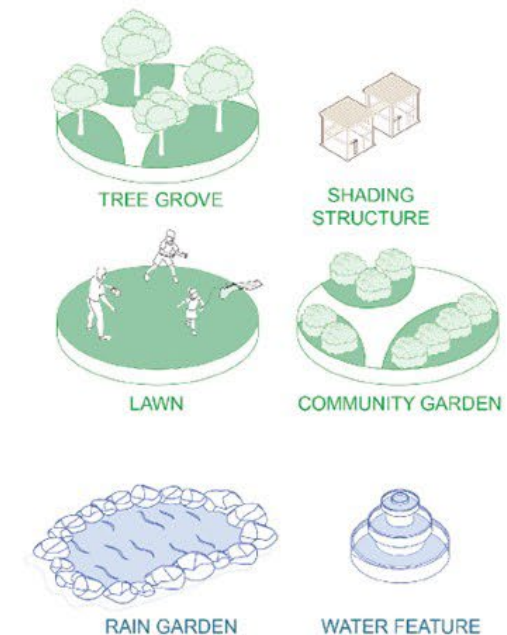 TREE GROVE
SHADING
STRUCTURE
LAWN
COMMUNITY GARDEN
RAIN GARDEN
WATER FEATURE